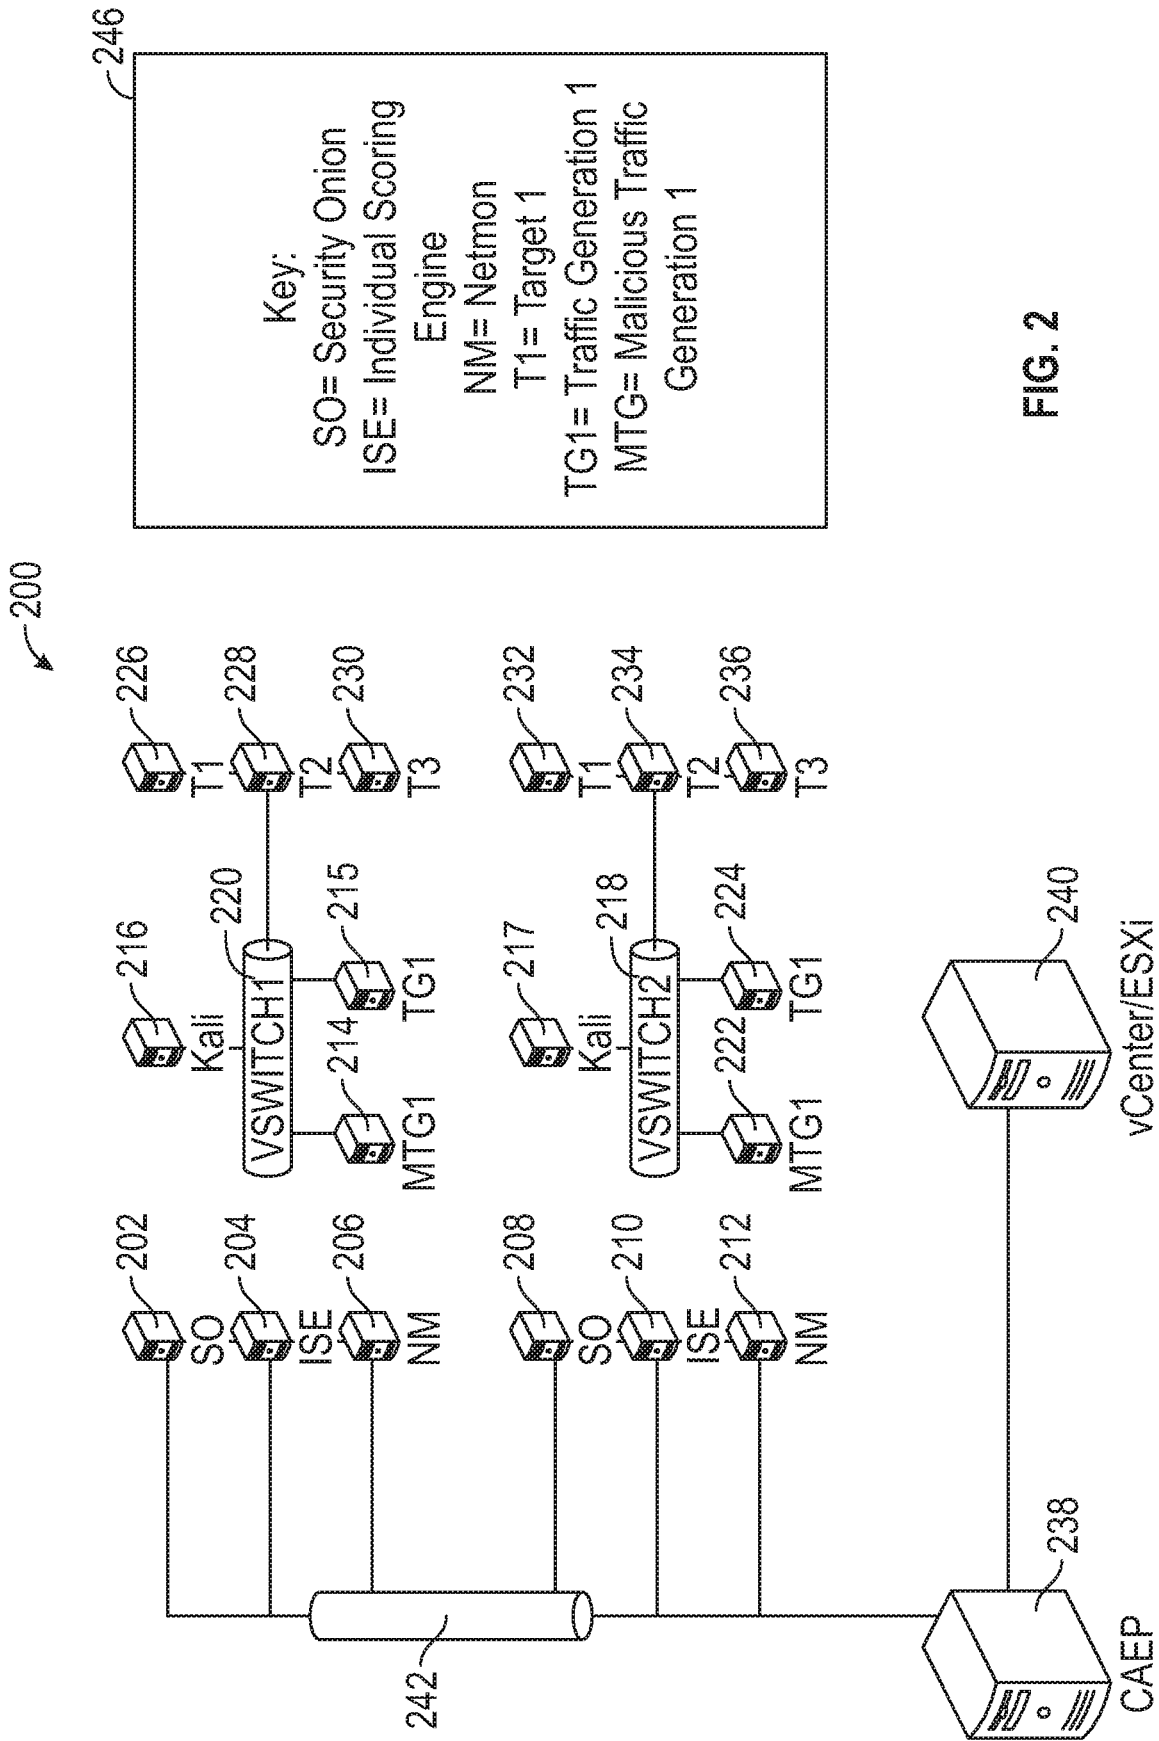 200
246
Key:
SO= Security Onion
ISE= Individual Scoring
Engine
NM= Netmon
T1= Target 1
TG1= Traffic Generation 1
MTG= Malicious Traffic
Generation 1
202
SO
204
ISE
206
NM
216
Kali
220
VSWITCH1
214
MTG1
215
TG1
226
T1
228
T2
230
T3
208
SO
210
ISE
212
NM
217
Kali
218
VSWITCH2
222
MTG1
224
TG1
232
T1
234
T2
236
T3
242
238
CAEP
240
vCenter/ESXi
FIG. 2